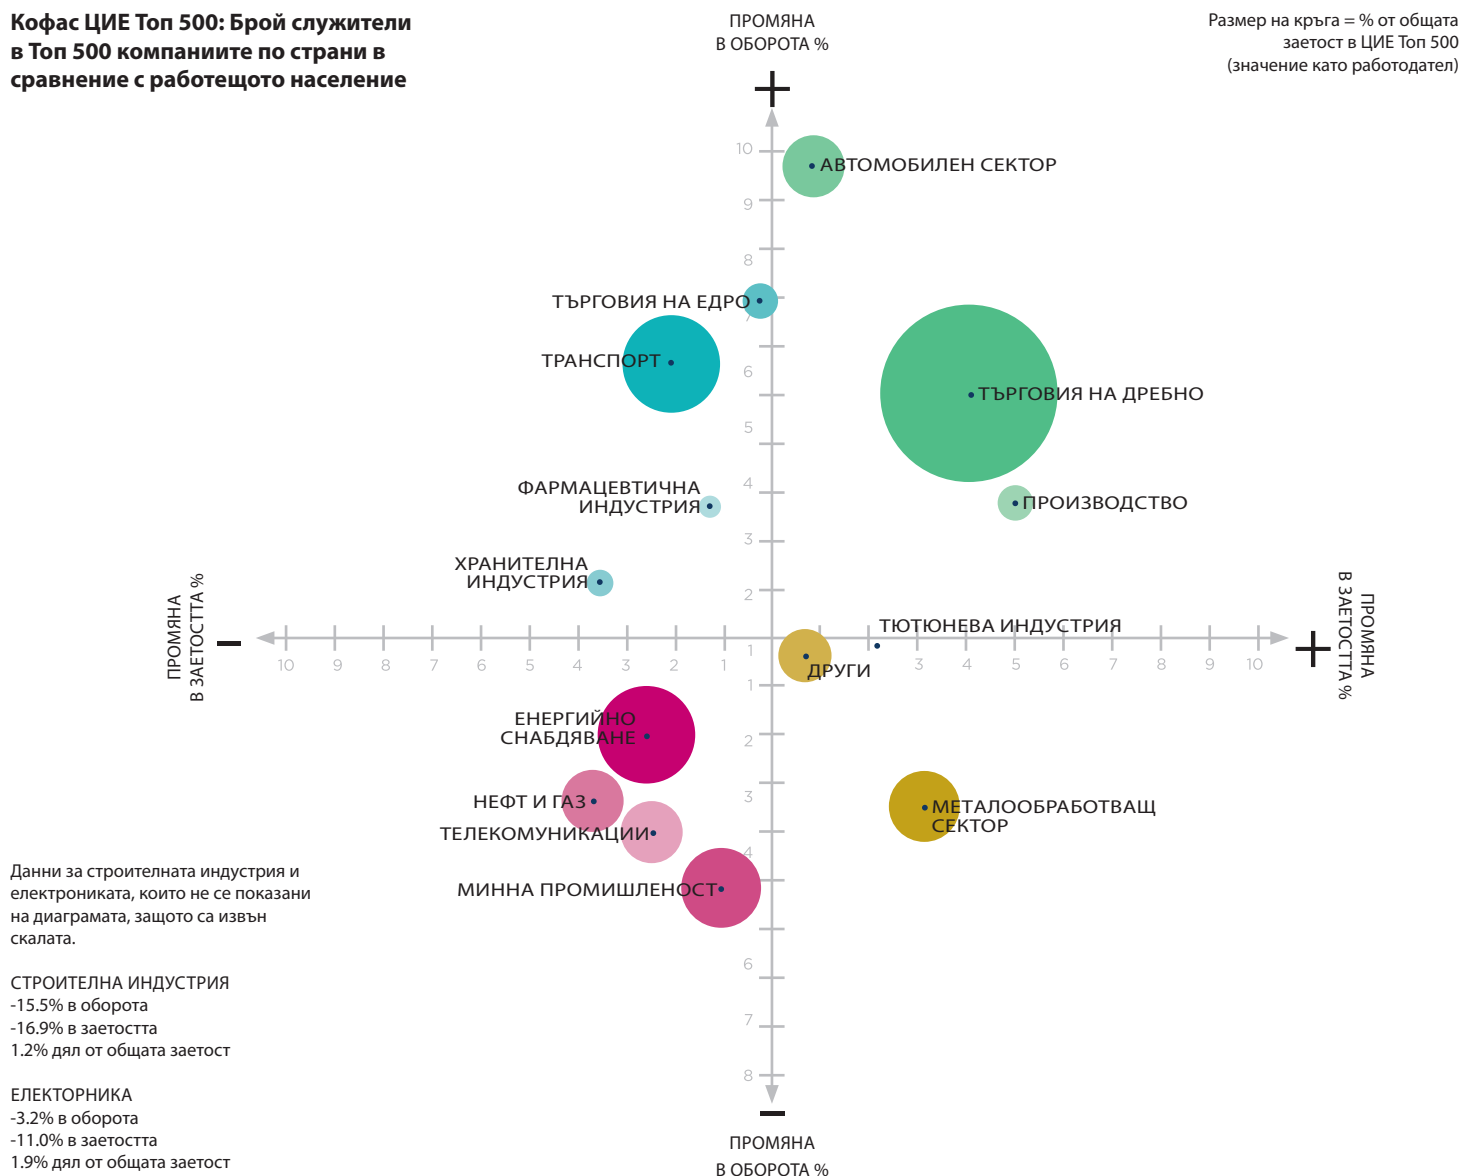 Кофас ЦИЕ Топ 500: Брой служители
в Топ 500 компаниите по страни в
сравнение с работещото население
ПРОМЯНА
В ОБОРОТА %
Размер на кръга = % от общата
заетост в ЦИЕ Топ 500
(значение като работодател)
+
10
АВТОМОБИЛЕН СЕКТОР
9
8
ТЪРГОВИЯ НА ЕДРО
7
ТРАНСПОРТ
6
ТЪРГОВИЯ НА ДРЕБНО
5
4
ФАРМАЦЕВТИЧНА
ИНДУСТРИЯ
ПРОИЗВОДСТВО
3
ХРАНИТЕЛНА
ИНДУСТРИЯ
2
ПРОМЯНА
В ЗАЕТОСТТА %
−
ТЮТЮНЕВА ИНДУСТРИЯ
10 9 8 7 6 5 4 3 2 1 1 3 4 5 6 7 8 9 10
+
ПРОМЯНА
В ЗАЕТОСТТА %
ДРУГИ
1
ЕНЕРГИЙНО
СНАБДЯВАНЕ
2
3
НЕФТ И ГАЗ
МЕТАЛООБРАБОТВАЩ
СЕКТОР
ТЕЛЕКОМУНИКАЦИИ
4
МИННА ПРОМИШЛЕНОСТ
6
7
8
−
ПРОМЯНА
В ОБОРОТА %
Данни за строителната индустрия и
електрониката, които не се показани
на диаграмата, защото са извън
скалата.
СТРОИТЕЛНА ИНДУСТРИЯ
-15.5% в оборота
-16.9% в заетостта
1.2% дял от общата заетост
ЕЛЕКТОРНИКА
-3.2% в оборота
-11.0% в заетостта
1.9% дял от общата заетост